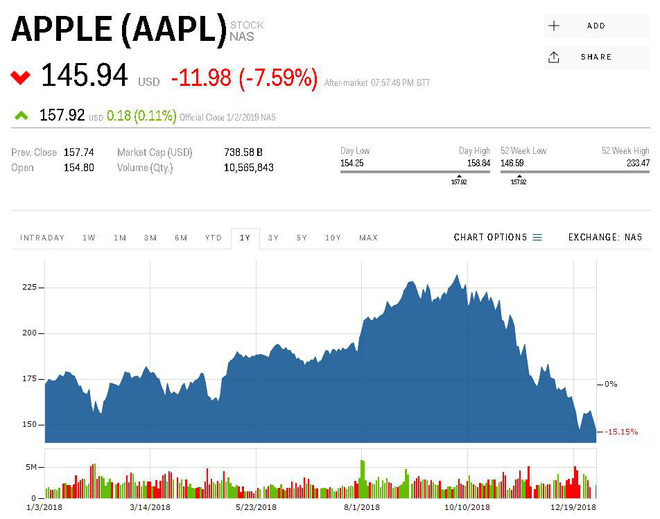 APPLE (AAPL) STOCK NAS
+ ADD
SHARE
145.94 USD -11.98 (-7.59%) After-market 07:57:46 PM BTT
157.92 USD 0.18 (0.11%) Official Close 1/2/2019 NAS
Prev. Close 157.74 Market Cap (USD) 738.58 B Day Low Day High 52 Week Low 52 Week High
Open 154.80 Volume (Qty.) 10,565,843 154.25 158.84 146.59 233.47
157.92 157.92
INTRADAY 1W 1M 3M 6M YTD 1Y 3Y 5Y 10Y MAX CHART OPTIONS EXCHANGE: NAS
225
200
175
0%
150
-15.15%
5M
0
1/3/2018 3/14/2018 5/23/2018 8/1/2018 10/10/2018 12/19/2018